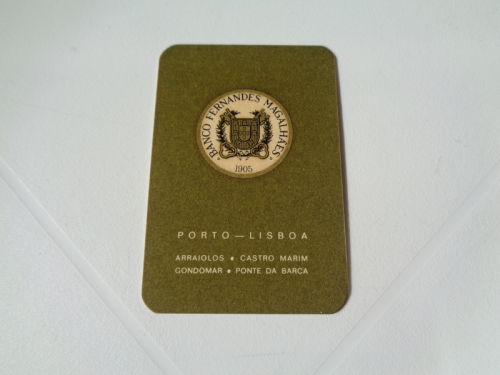 BANCO FERNANDES MAGALHÃES
1905
PORTO — LISBOA
ARRAIOLOS ★ CASTRO MARIM
GONDOMAR ★ PONTE DA BARCA